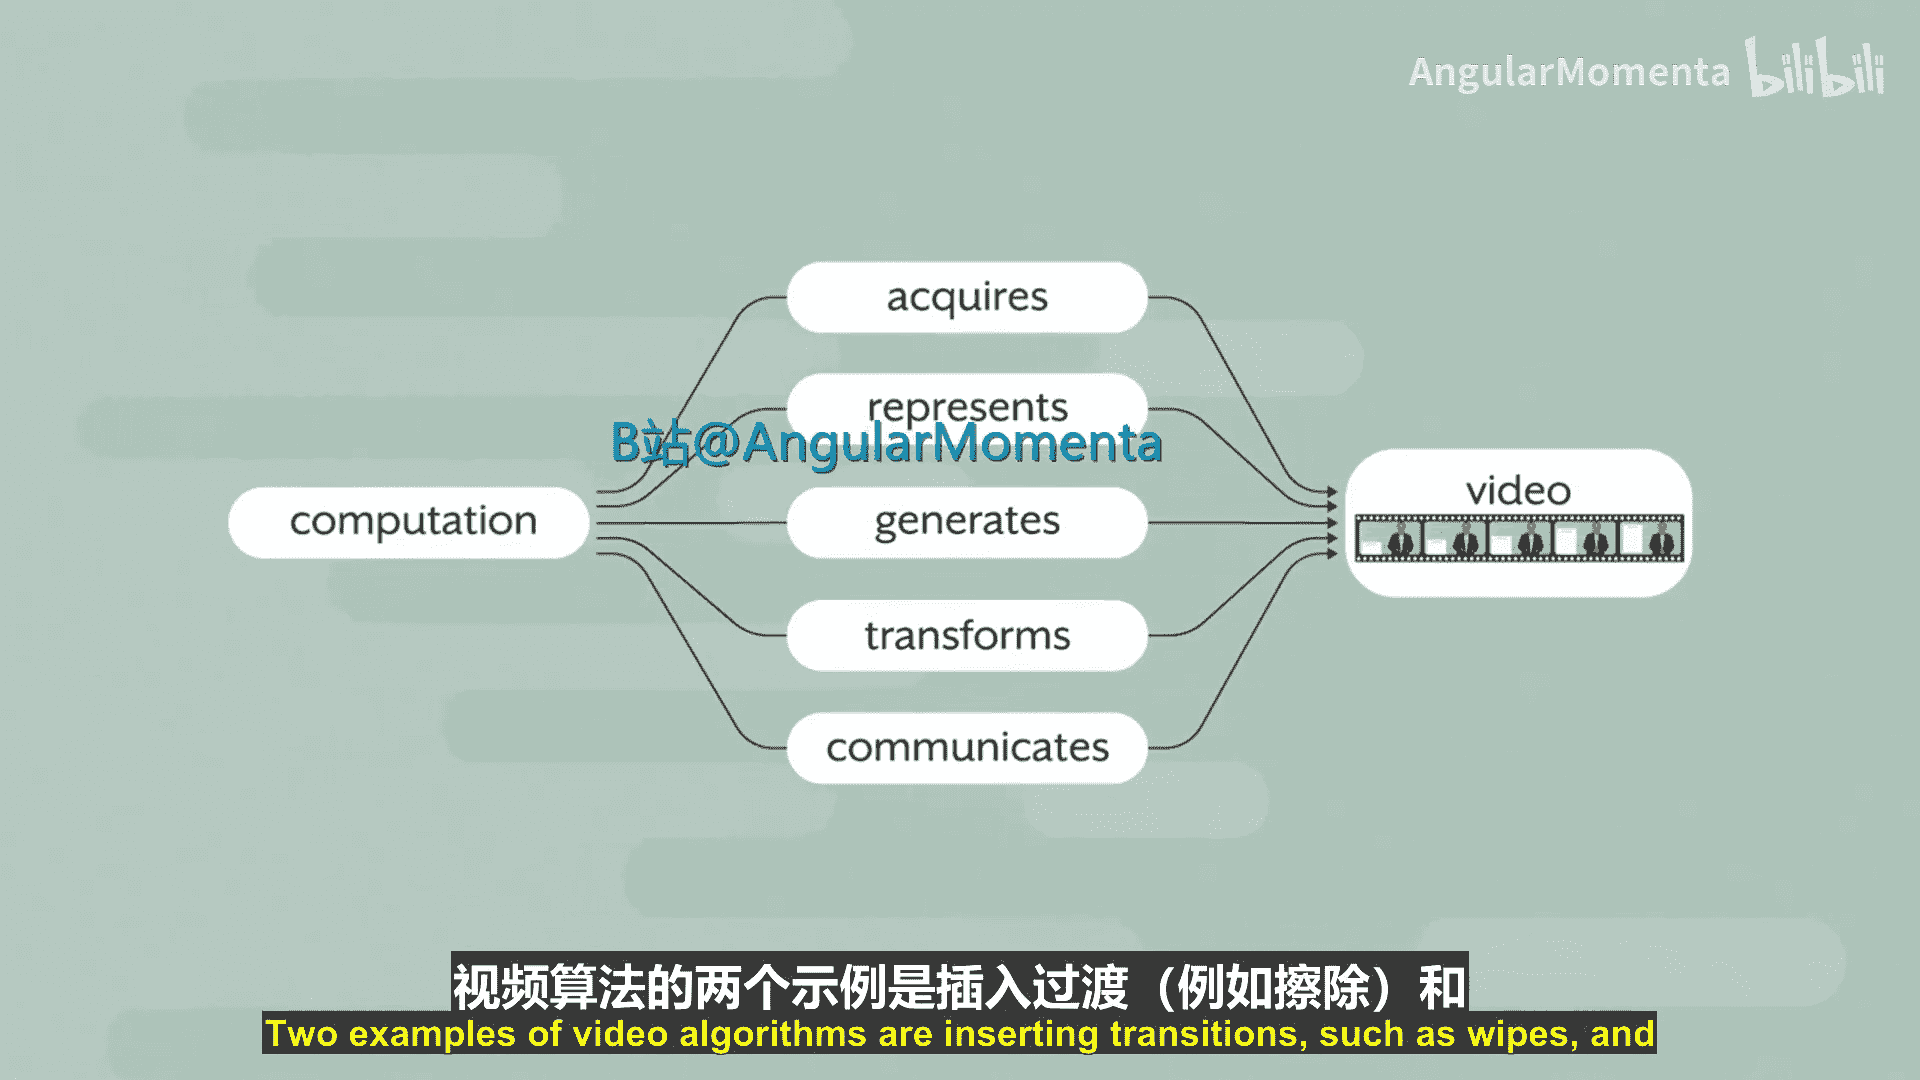 AngularMomenta bilibili
acquires
represents
B站@AngularMomenta
computation
generates
video
transforms
communicates
视频算法的两个示例是插入过渡（例如擦除）和
Two examples of video algorithms are inserting transitions, such as wipes, and